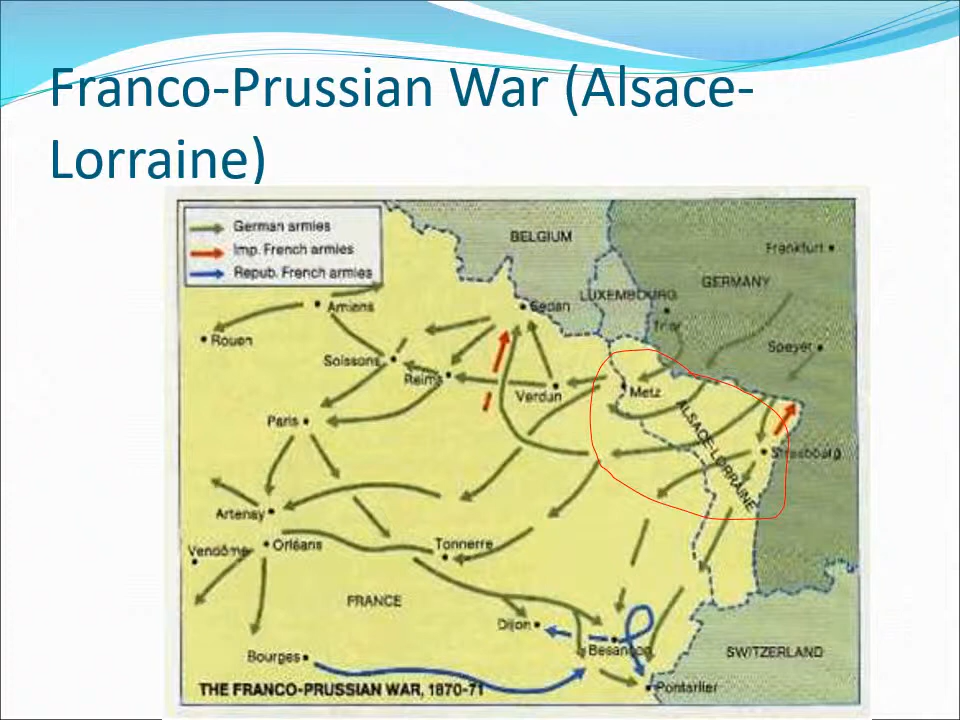 Franco-Prussian War (Alsace-
Lorraine)
German armies
Imp. French armies
Repub. French armies
BELGIUM
Frankfurt
GERMANY
LUXEMBOURG
Sedan
Amiens
Trier
Rouen
Speyer
Soissons
Reims
Verdun
Metz
Paris
ALSACE-LORRAINE
Strasbourg
Artenay
Orléans
Tonnerre
Vendôme
FRANCE
Dijon
Besançon
SWITZERLAND
Bourges
Pontarlier
THE FRANCO-PRUSSIAN WAR, 1870-71